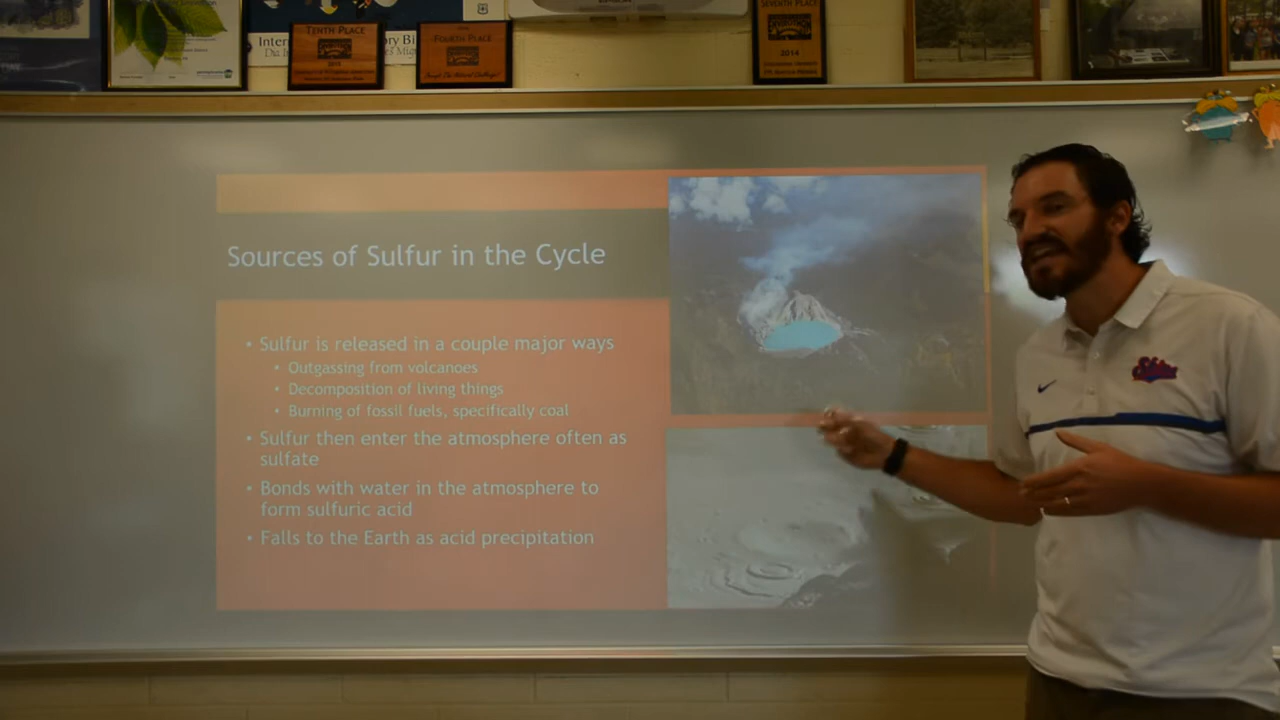 TENTH PLACE
FOURTH PLACE
SEVENTH PLACE
2014
Sources of Sulfur in the Cycle
• Sulfur is released in a couple major ways
• Outgassing from volcanoes
• Decomposition of living things
• Burning of fossil fuels, specifically coal
• Sulfur then enter the atmosphere often as
sulfate
• Bonds with water in the atmosphere to
form sulfuric acid
• Falls to the Earth as acid precipitation